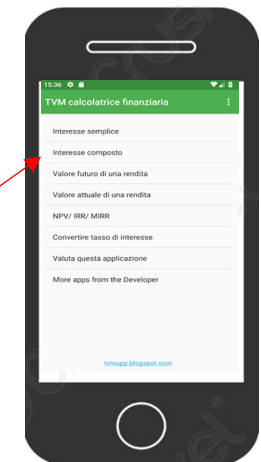 15:36
TVM calcolatrice finanziaria
Interesse semplice
Interesse composto
Valore futuro di una rendita
Valore attuale di una rendita
NPV/ IRR/ MIRR
Convertire tasso di interesse
Valuta questa applicazione
More apps from the Developer
tvmapp.blogspot.com